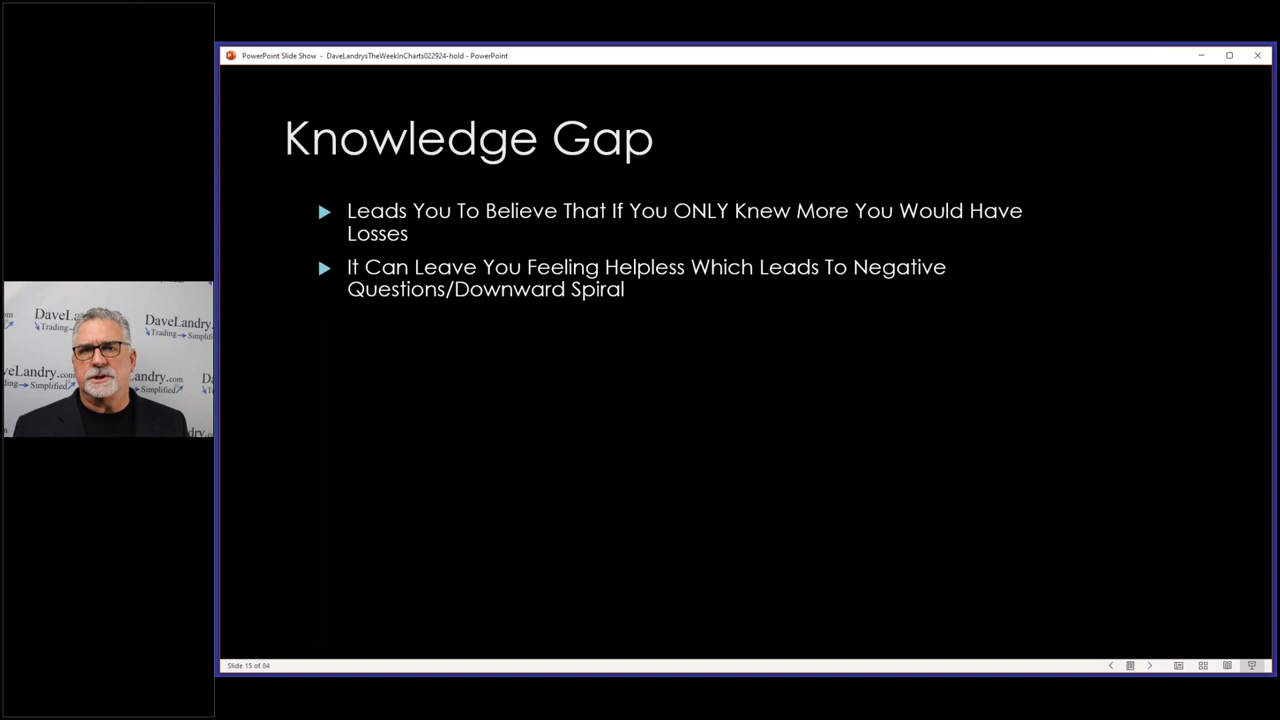 PowerPoint Slide Show - DaveLandrysTheWeekInCharts022924-hold - PowerPoint
Knowledge Gap
Leads You To Believe That If You ONLY Knew More You Would Have
Losses
It Can Leave You Feeling Helpless Which Leads To Negative
Questions/Downward Spiral
Slide 15 of 84
DaveLandry.com
Trading
Simplified